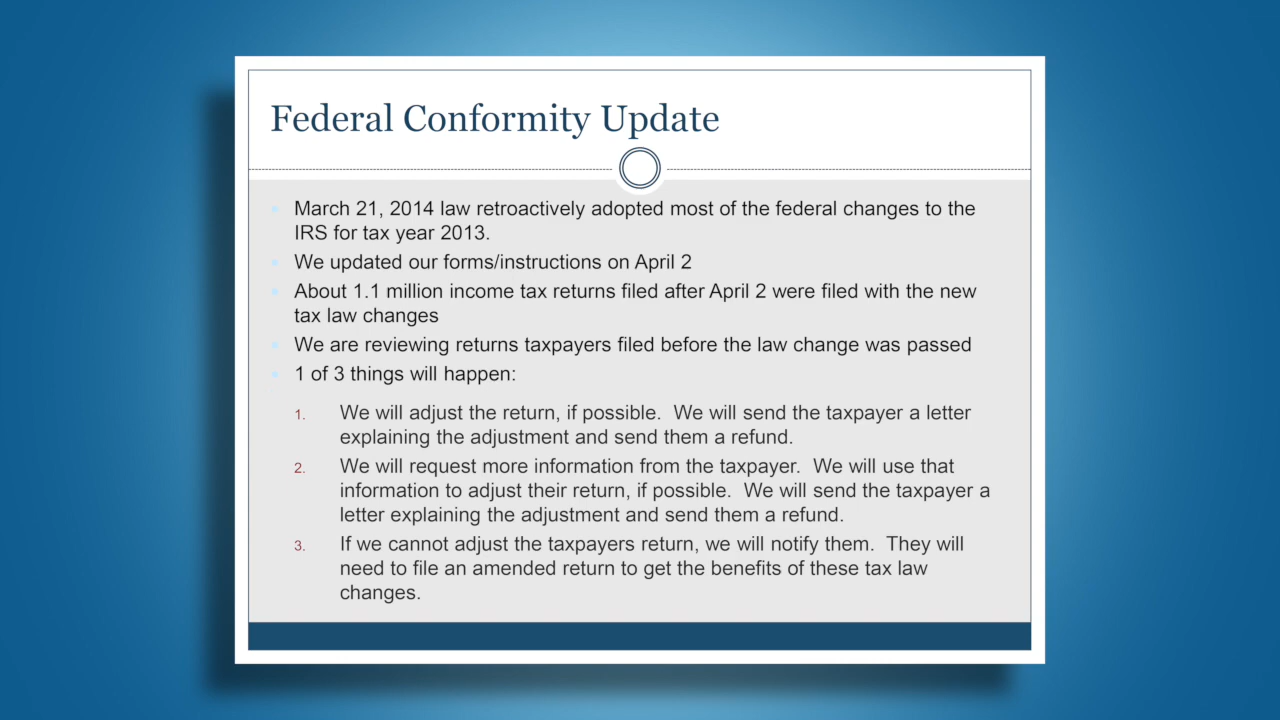 Federal Conformity Update
March 21, 2014 law retroactively adopted most of the federal changes to the
IRS for tax year 2013.
We updated our forms/instructions on April 2
About 1.1 million income tax returns filed after April 2 were filed with the new
tax law changes
We are reviewing returns taxpayers filed before the law change was passed
1 of 3 things will happen:
1. We will adjust the return, if possible.  We will send the taxpayer a letter
explaining the adjustment and send them a refund.
2. We will request more information from the taxpayer.  We will use that
information to adjust their return, if possible.  We will send the taxpayer a
letter explaining the adjustment and send them a refund.
3. If we cannot adjust the taxpayers return, we will notify them.  They will
need to file an amended return to get the benefits of these tax law
changes.